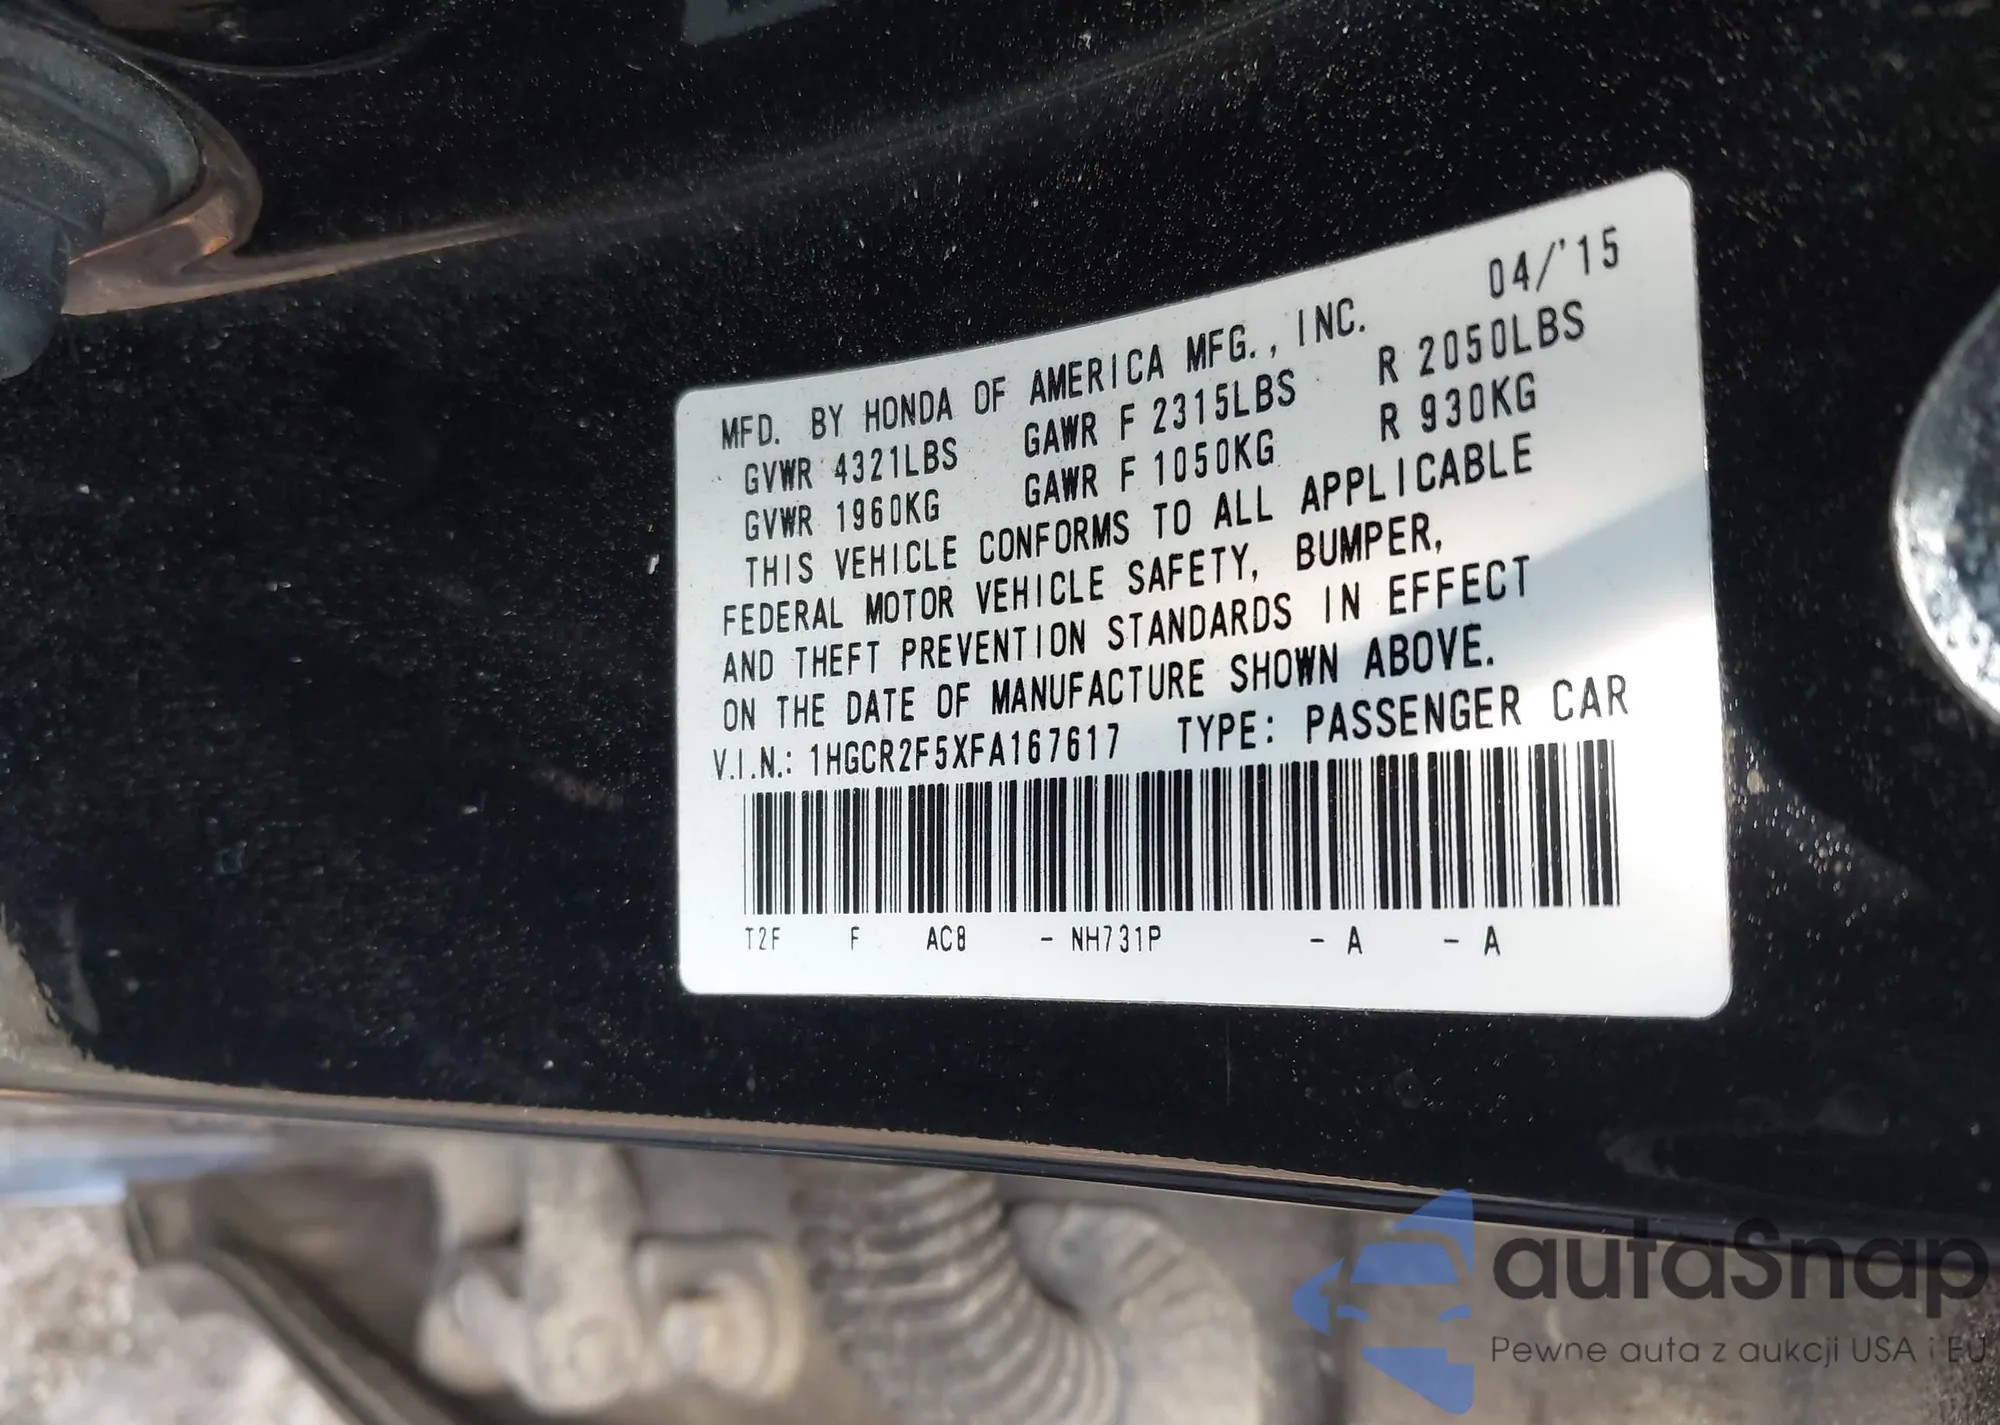 04/'15
MFD. BY HONDA OF AMERICA MFG., INC.
GVWR 4321LBS GAWR F 2315LBS R 2050LBS
GVWR 1960KG GAWR F 1050KG R 930KG
THIS VEHICLE CONFORMS TO ALL APPLICABLE
FEDERAL MOTOR VEHICLE SAFETY, BUMPER,
AND THEFT PREVENTION STANDARDS IN EFFECT
ON THE DATE OF MANUFACTURE SHOWN ABOVE.
V.I.N.: 1HGCR2F5XFA167617 TYPE: PASSENGER CAR
T2F F AC8 - NH731P - A - A
autaSnap
Pewne auta z aukcji USA i EU